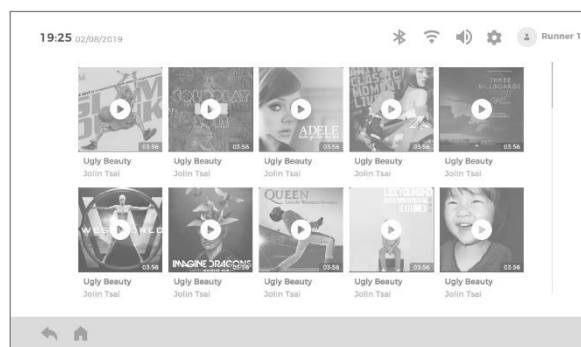 19:25 02/08/2019
Runner 1
SLAM
DUNK
COLDPLAY
ADELE
CLASSIC
MOMENT
LIVE
THREE
BILLBOARDS
03:56 03:56 03:56 03:56 03:56
Ugly Beauty Ugly Beauty Ugly Beauty Ugly Beauty Ugly Beauty
Jolin Tsai Jolin Tsai Jolin Tsai Jolin Tsai Jolin Tsai
WESTWORLD
IMAGINE DRAGONS
QUEEN
03:56 03:56 03:56 03:56 03:56
Ugly Beauty Ugly Beauty Ugly Beauty Ugly Beauty Ugly Beauty
Jolin Tsai Jolin Tsai Jolin Tsai Jolin Tsai Jolin Tsai